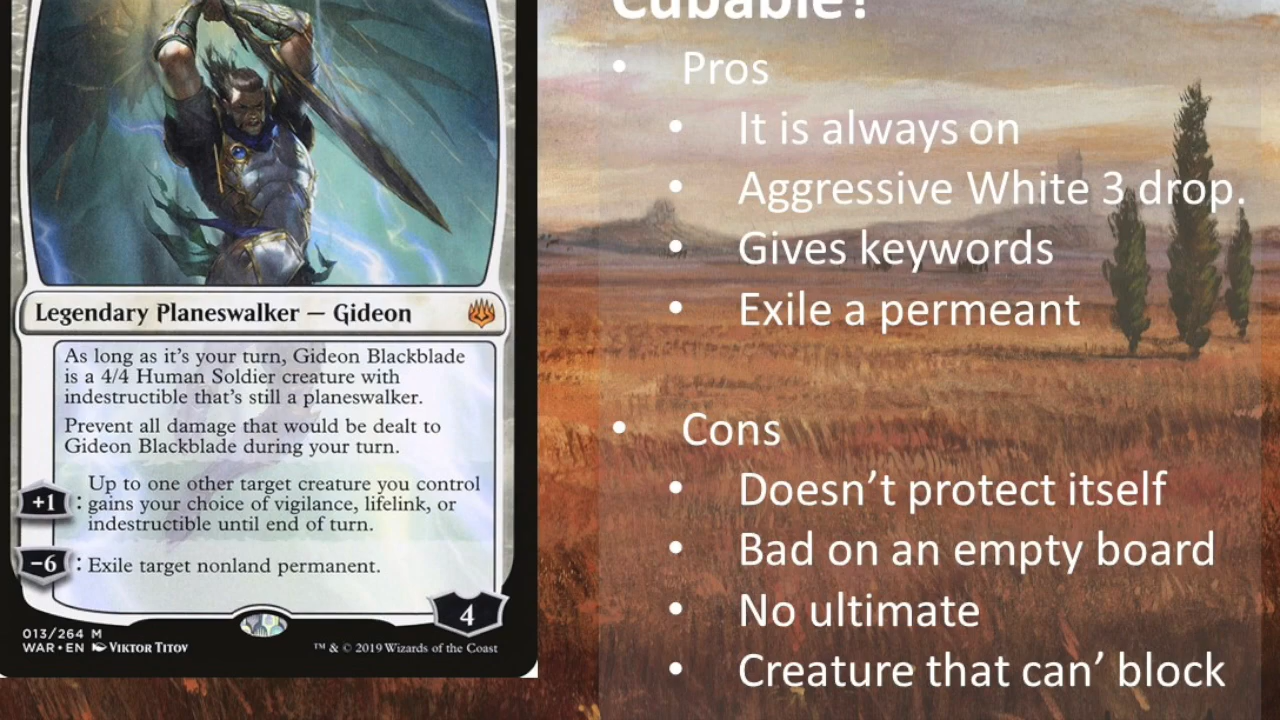 Cubable?
Pros
It is always on
Aggressive White 3 drop.
Gives keywords
Exile a permeant
Cons
Doesn't protect itself
Bad on an empty board
No ultimate
Creature that can' block
Legendary Planeswalker — Gideon
As long as it's your turn, Gideon Blackblade
is a 4/4 Human Soldier creature with
indestructible that's still a planeswalker.
Prevent all damage that would be dealt to
Gideon Blackblade during your turn.
Up to one other target creature you control
+1 : gains your choice of vigilance, lifelink, or
indestructible until end of turn.
−6 : Exile target nonland permanent.
4
013/264 M
WAR • EN Viktor Titov
™ & © 2019 Wizards of the Coast